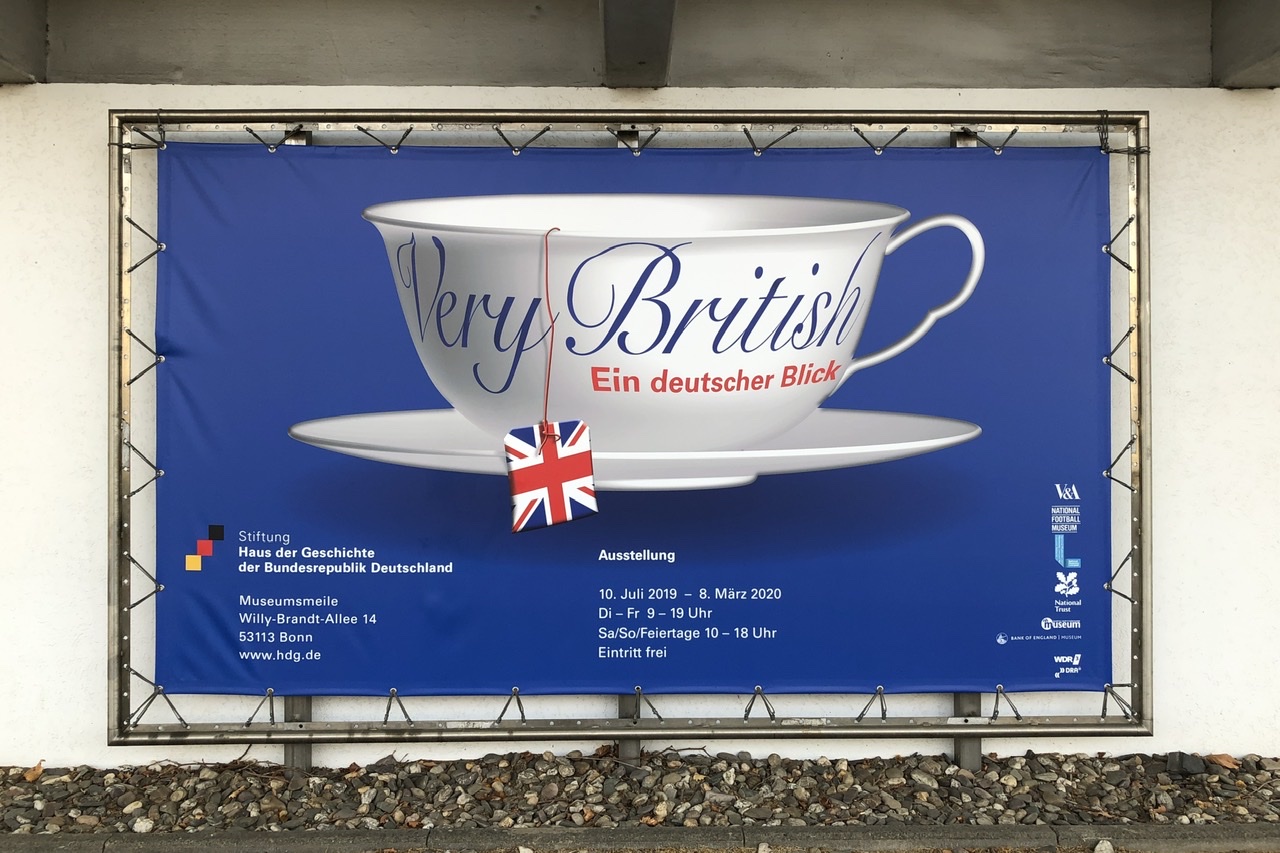 Very British
Ein deutscher Blick
Stiftung
Haus der Geschichte
der Bundesrepublik Deutschland
Museumsmeile
Willy-Brandt-Allee 14
53113 Bonn
www.hdg.de
Ausstellung
10. Juli 2019 – 8. März 2020
Di – Fr 9 – 19 Uhr
Sa/So/Feiertage 10 – 18 Uhr
Eintritt frei
V&A
NATIONAL
FOOTBALL
MUSEUM
National
Trust
museum
BANK OF ENGLAND | MUSEUM
WDR
DRA